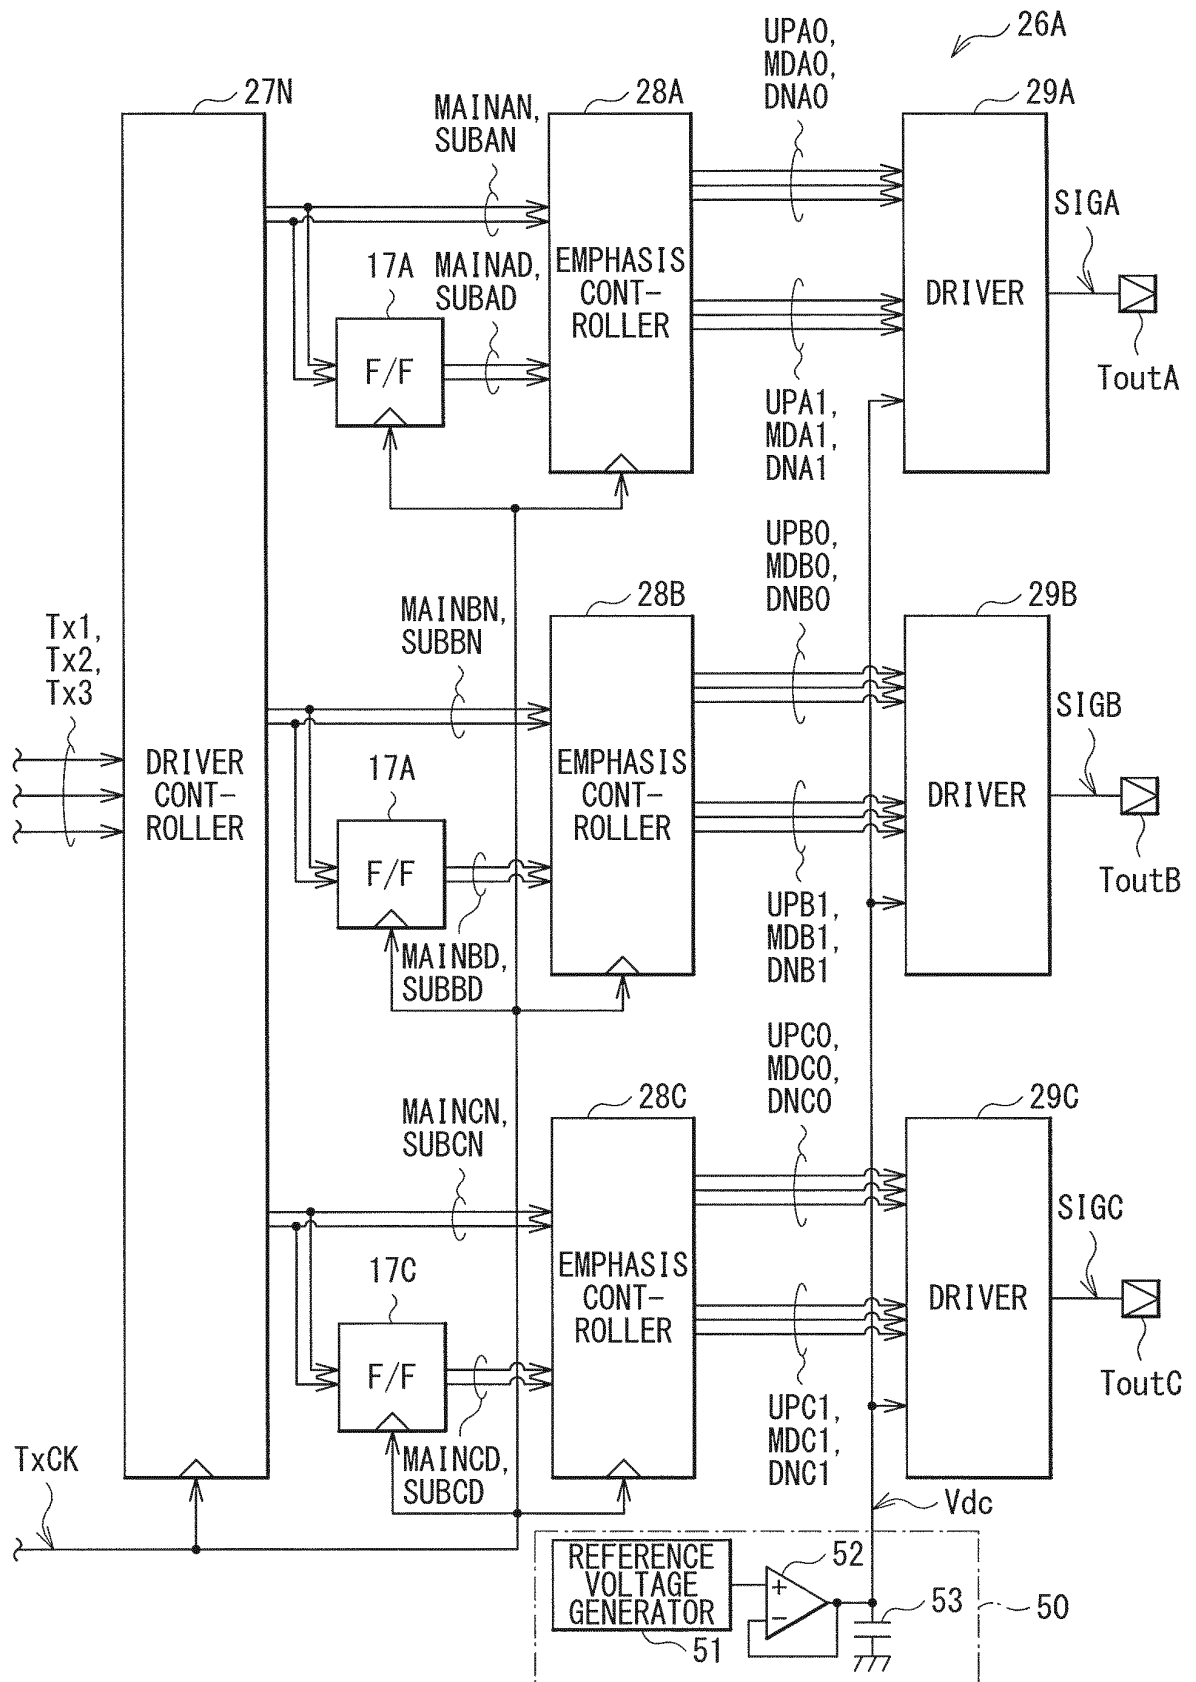 26A
UPA0,
MDA0,
DNA0
27N
MAINAN,
SUBAN
28A
29A
SIGA
17A
MAINAD,
SUBAD
EMPHASIS
CONT-
ROLLER
DRIVER
F/F
ToutA
UPA1,
MDA1,
DNA1
UPB0,
MDB0,
DNB0
MAINBN,
SUBBN
28B
29B
Tx1,
Tx2,
Tx3
SIGB
DRIVER
CONT-
ROLLER
17A
EMPHASIS
CONT-
ROLLER
DRIVER
F/F
ToutB
UPB1,
MDB1,
DNB1
MAINBD,
SUBBD
UPC0,
MDC0,
DNC0
MAINCN,
SUBCN
28C
29C
SIGC
17C
EMPHASIS
CONT-
ROLLER
DRIVER
F/F
ToutC
UPC1,
MDC1,
DNC1
TxCK
MAINCD,
SUBCD
Vdc
REFERENCE
VOLTAGE
GENERATOR
52
+
−
53
50
51